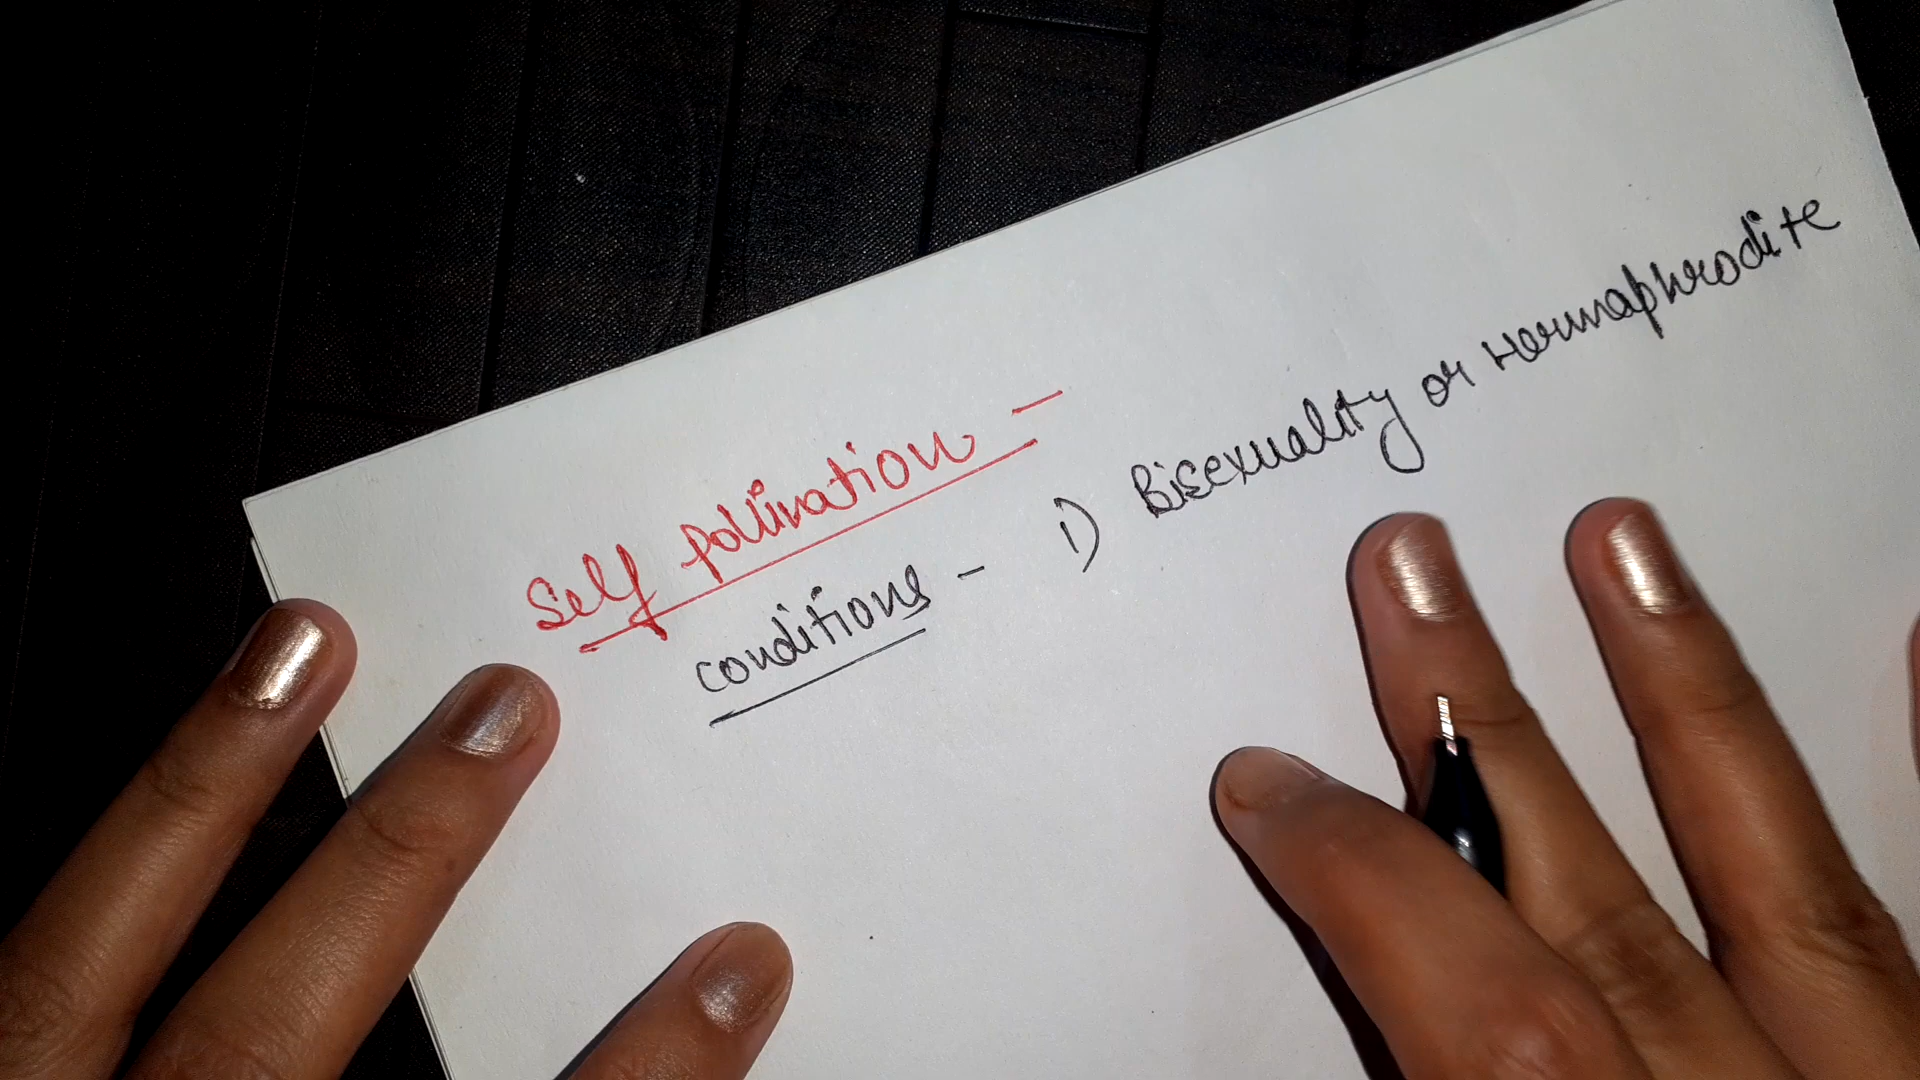 Self pollination -
conditions - 1) Bisexuality or Hermaphrodite